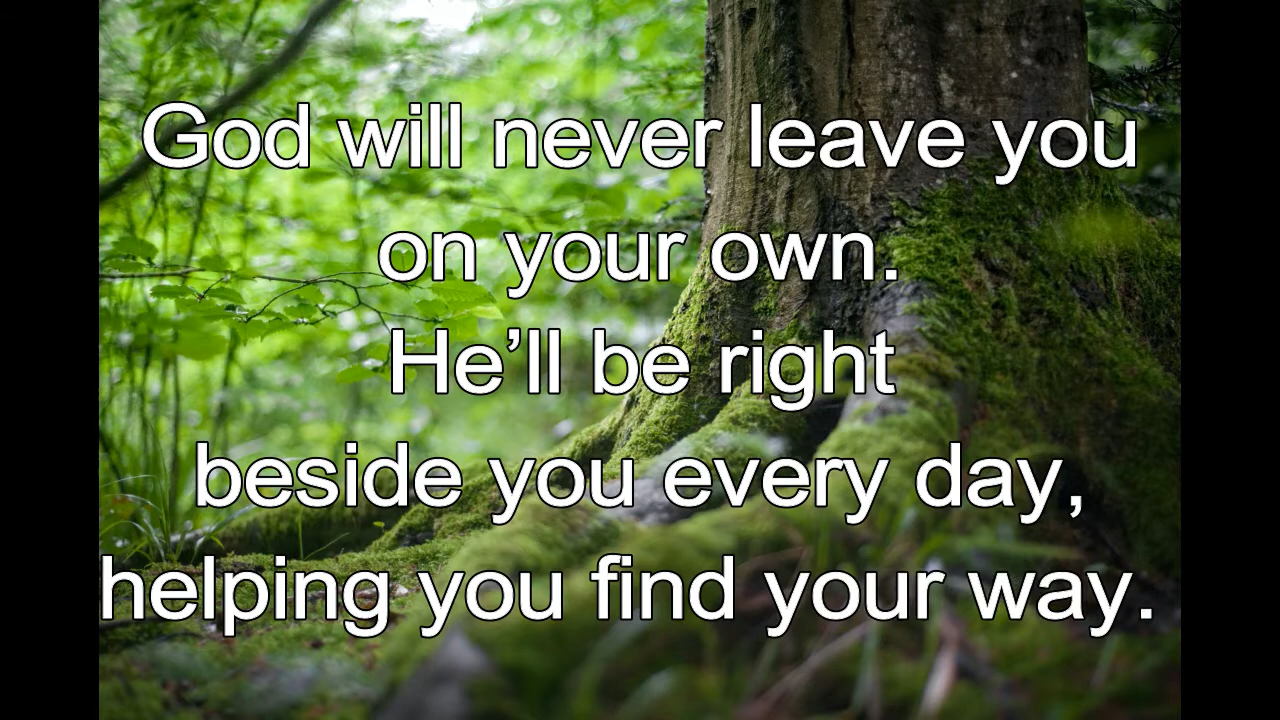 God will never leave you
on your own.
He’ll be right
beside you every day,
helping you find your way.